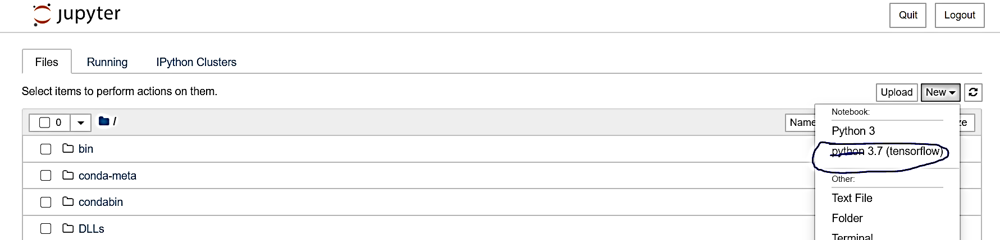 jupyter
Quit
Logout
Files
Running
IPython Clusters
Select items to perform actions on them.
Upload
New
0
/
Name
Notebook:
Python 3
python 3.7 (tensorflow)
Other:
Text File
Folder
Terminal
bin
conda-meta
condabin
DLLs